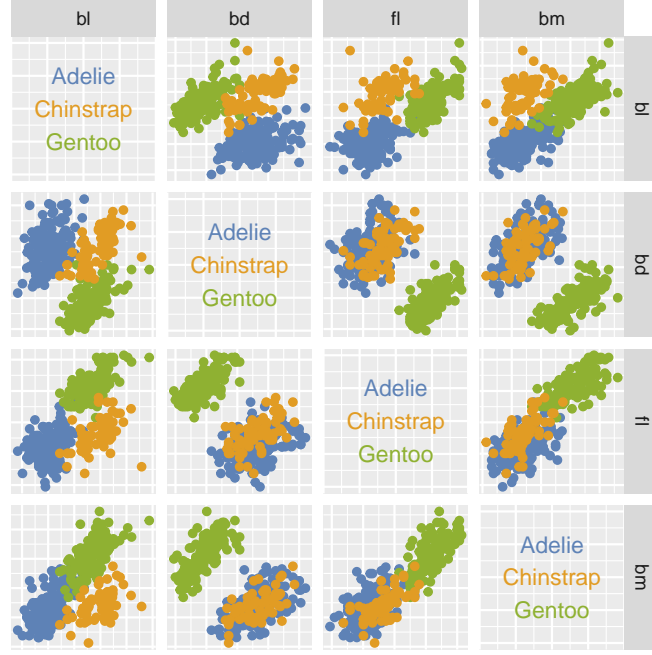 bl bd fl bm
Adelie
Chinstrap
Gentoo
bl
Adelie
Chinstrap
Gentoo
bd
Adelie
Chinstrap
Gentoo
fl
Adelie
Chinstrap
Gentoo
bm